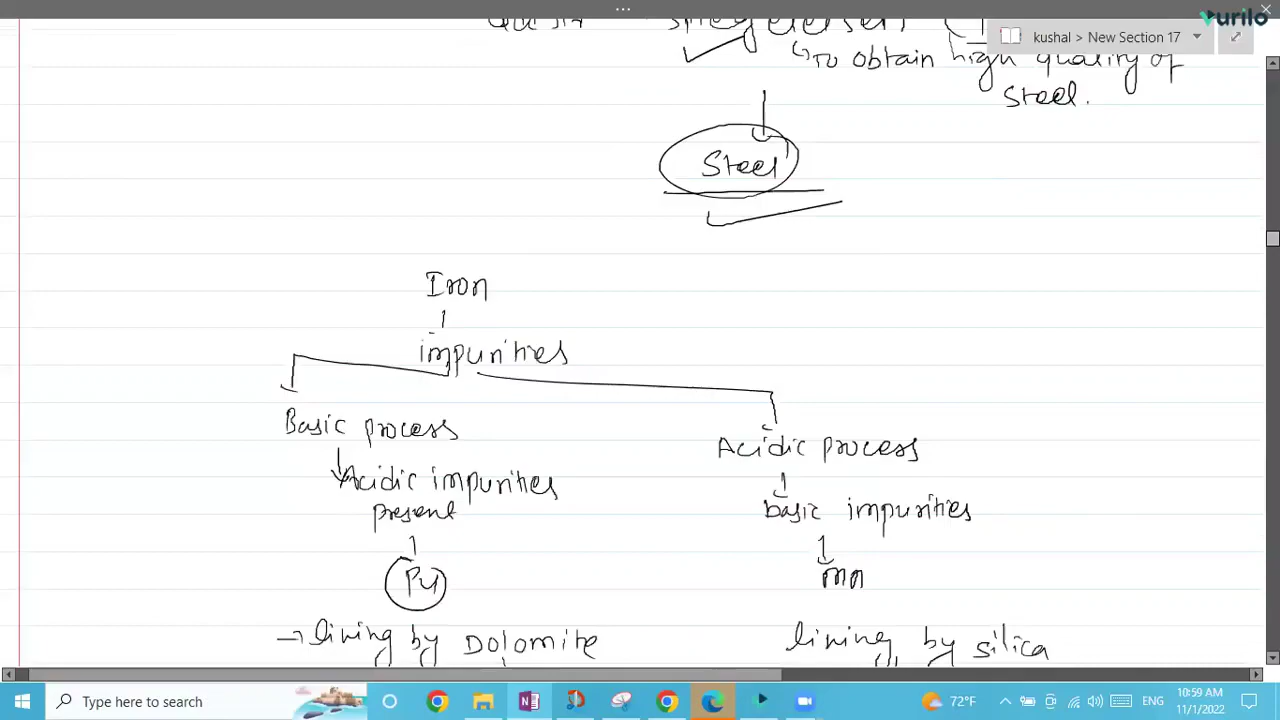 Yurilo
kushal > New Section 17
spiegeleisen (
To obtain high quality of
Steel.
Steel
Iron
impurities
Basic process
Acidic process
Acidic impurities
present
basic impurities
P4
mn
→ lining by Dolomite
lining by silica
Type here to search
72°F
ENG
10:59 AM
11/1/2022